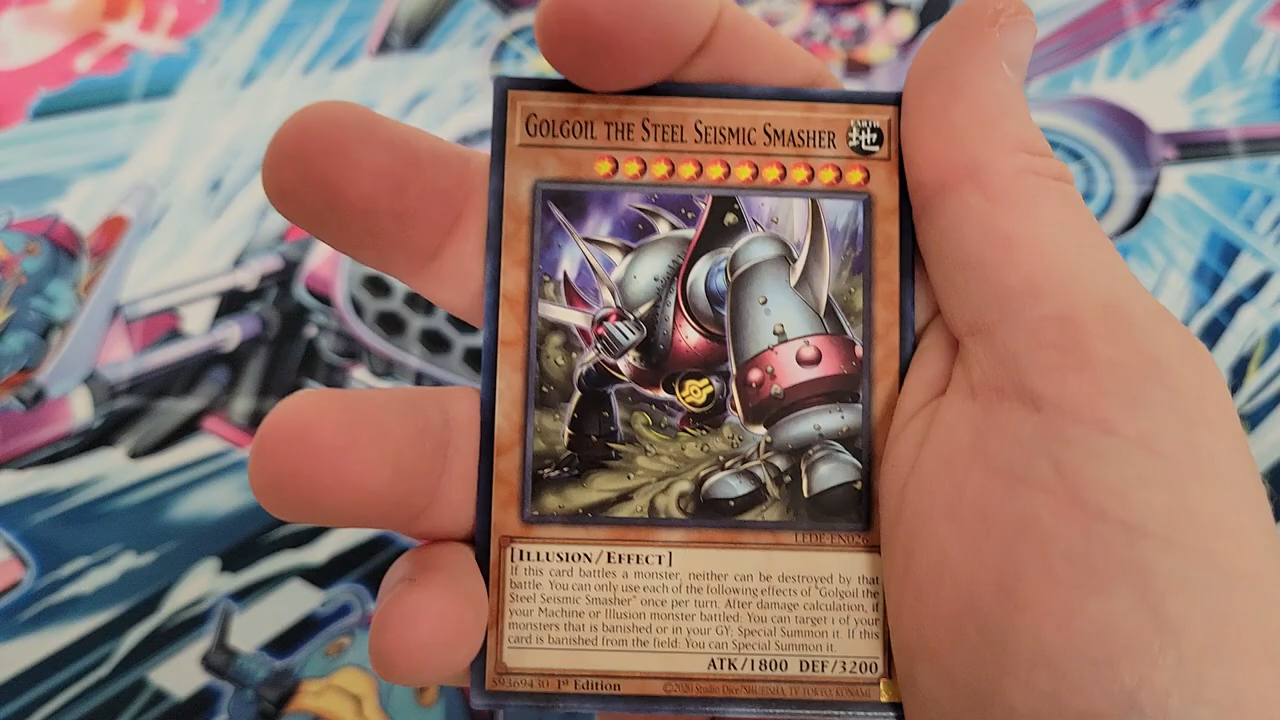 GOLGOIL THE STEEL SEISMIC SMASHER
EARTH
地
LEDE-EN026
[ILLUSION/EFFECT]
If this card battles a monster, neither can be destroyed by that
battle. You can only use each of the following effects of "Golgoil the
Steel Seismic Smasher" once per turn. After damage calculation, if
your Machine or Illusion monster battled: You can target 1 of your
monsters that is banished or in your GY; Special Summon it. If this
card is banished from the field: You can Special Summon it.
ATK/1800 DEF/3200
59369430 1st Edition ©2020 Studio Dice/SHUEISHA, TV TOKYO, KONAMI